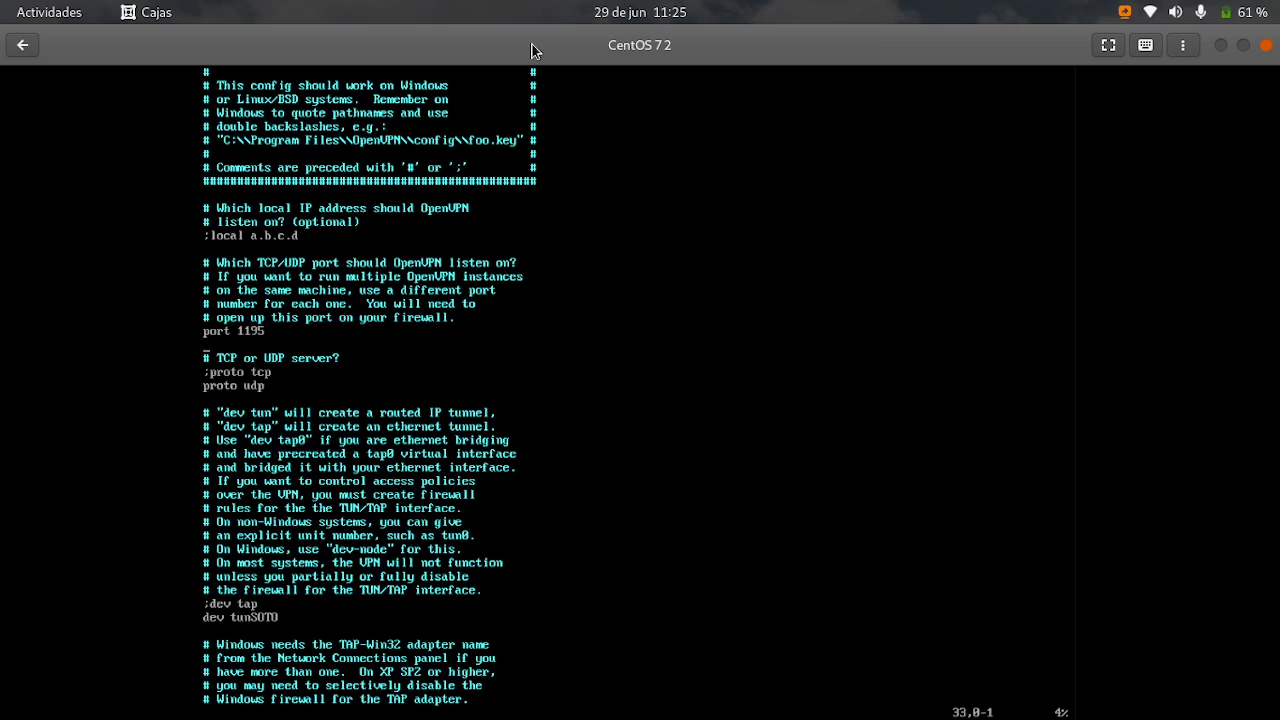 Actividades
Cajas
29 de jun 11:25
61 %
CentOS 7 2
#                                               #
# This config should work on Windows            #
# or Linux/BSD systems.  Remember on            #
# Windows to quote pathnames and use            #
# double backslashes, e.g.:                     #
# "C:\\Program Files\\OpenVPN\\config\\foo.key" #
#                                               #
# Comments are preceded with '#' or ';'         #
#################################################
# Which local IP address should OpenVPN
# listen on? (optional)
;local a.b.c.d
# Which TCP/UDP port should OpenVPN listen on?
# If you want to run multiple OpenVPN instances
# on the same machine, use a different port
# number for each one.  You will need to
# open up this port on your firewall.
port 1195
# TCP or UDP server?
;proto tcp
proto udp
# "dev tun" will create a routed IP tunnel,
# "dev tap" will create an ethernet tunnel.
# Use "dev tap0" if you are ethernet bridging
# and have precreated a tap0 virtual interface
# and bridged it with your ethernet interface.
# If you want to control access policies
# over the VPN, you must create firewall
# rules for the the TUN/TAP interface.
# On non-Windows systems, you can give
# an explicit unit number, such as tun0.
# On Windows, use "dev-node" for this.
# On most systems, the VPN will not function
# unless you partially or fully disable
# the firewall for the TUN/TAP interface.
;dev tap
dev tunSOTO
# Windows needs the TAP-Win32 adapter name
# from the Network Connections panel if you
# have more than one.  On XP SP2 or higher,
# you may need to selectively disable the
# Windows firewall for the TAP adapter.
33,0-1
4%